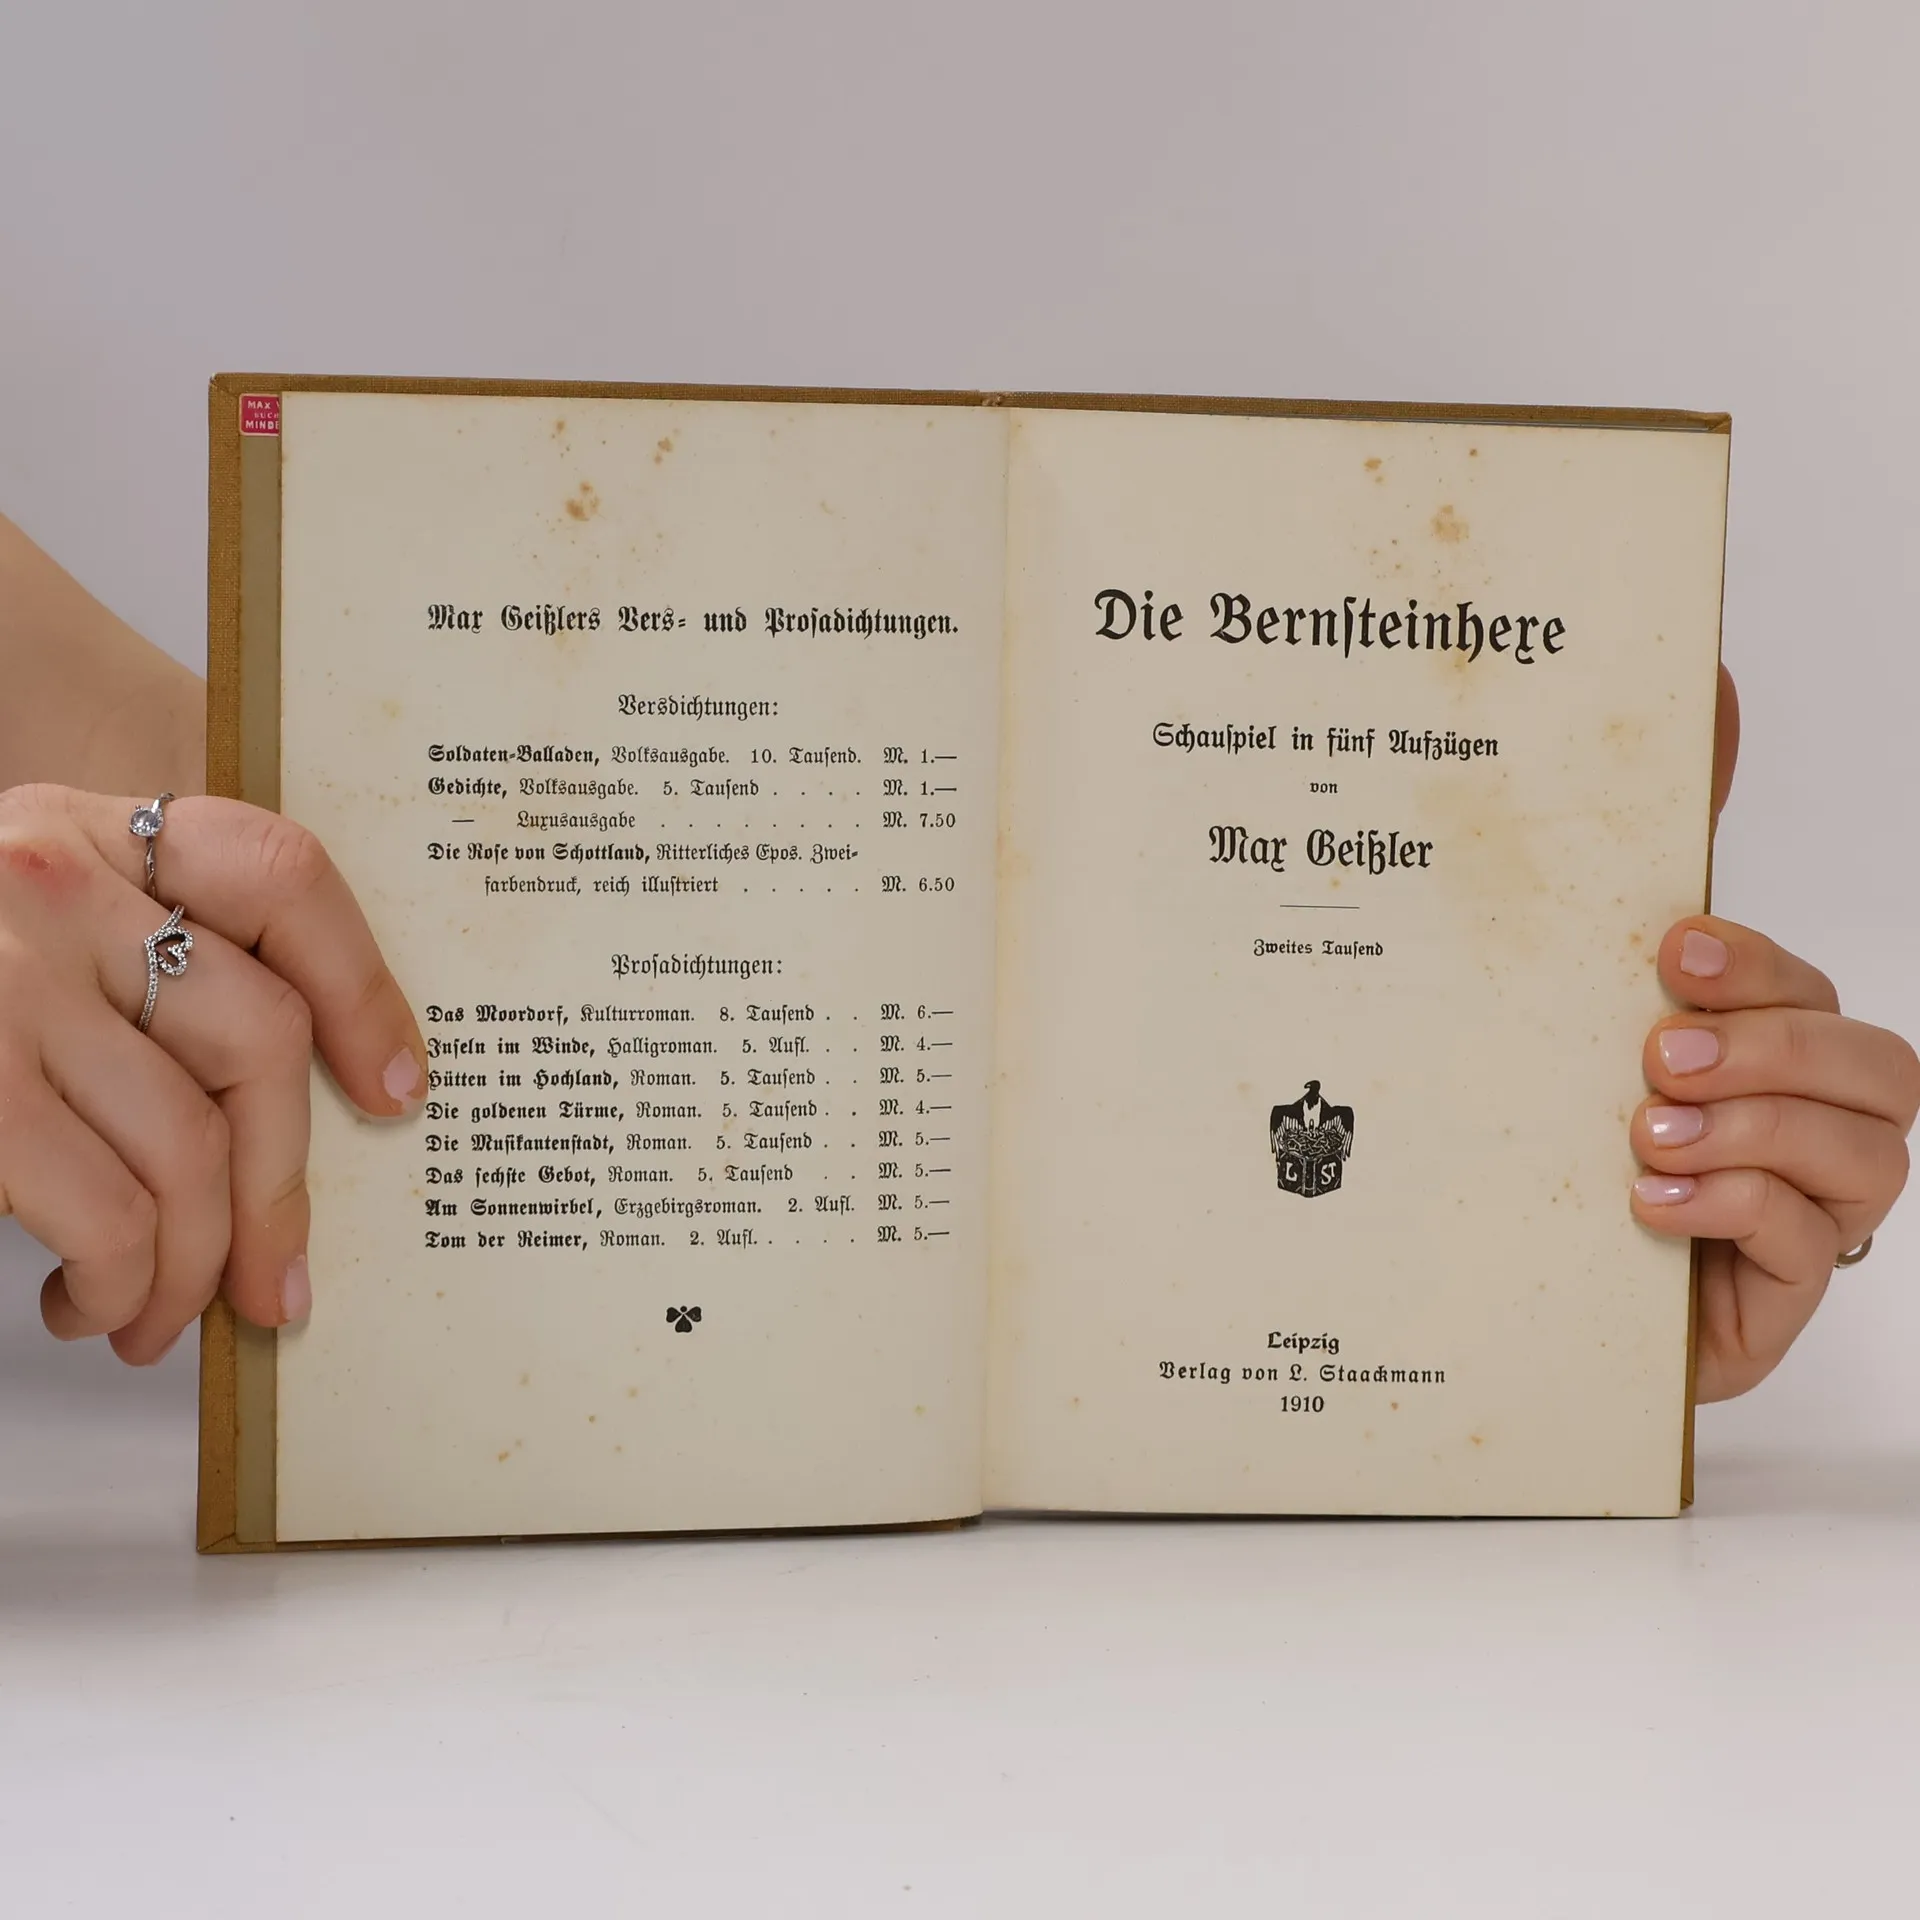 MAX
MINDE
Max Geißlers Vers- und Prosadichtungen.
Versdichtungen:
Soldaten-Balladen, Volksausgabe. 10. Tausend. M. 1.—
Gedichte, Volksausgabe. 5. Tausend . . . . M. 1.—
— Luxusausgabe . . . . . . . . M. 7.50
Die Rose von Schottland, Ritterliches Epos. Zwei-
farbendruck, reich illustriert . . . . . M. 6.50
Prosadichtungen:
Das Moordorf, Kulturroman. 8. Tausend . . M. 6.—
Inseln im Winde, Halligroman. 5. Aufl. . . M. 4.—
Hütten im Hochland, Roman. 5. Tausend . . M. 5.—
Die goldenen Türme, Roman. 5. Tausend . . M. 4.—
Die Musikantenstadt, Roman. 5. Tausend . . M. 5.—
Das sechste Gebot, Roman. 5. Tausend . . M. 5.—
Am Sonnenwirbel, Erzgebirgsroman. 2. Aufl. M. 5.—
Tom der Reimer, Roman. 2. Aufl. . . . . M. 5.—
Die Bernsteinhexe
Schauspiel in fünf Aufzügen
von
Max Geißler
Zweites Tausend
L ST
Leipzig
Verlag von L. Staackmann
1910